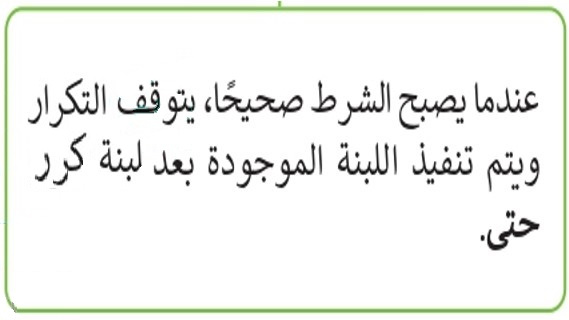 عندما يصبح الشرط صحيحًا، يتوقف التكرار
ويتم تنفيذ اللبنة الموجودة بعد لبنة كرر
حتى.